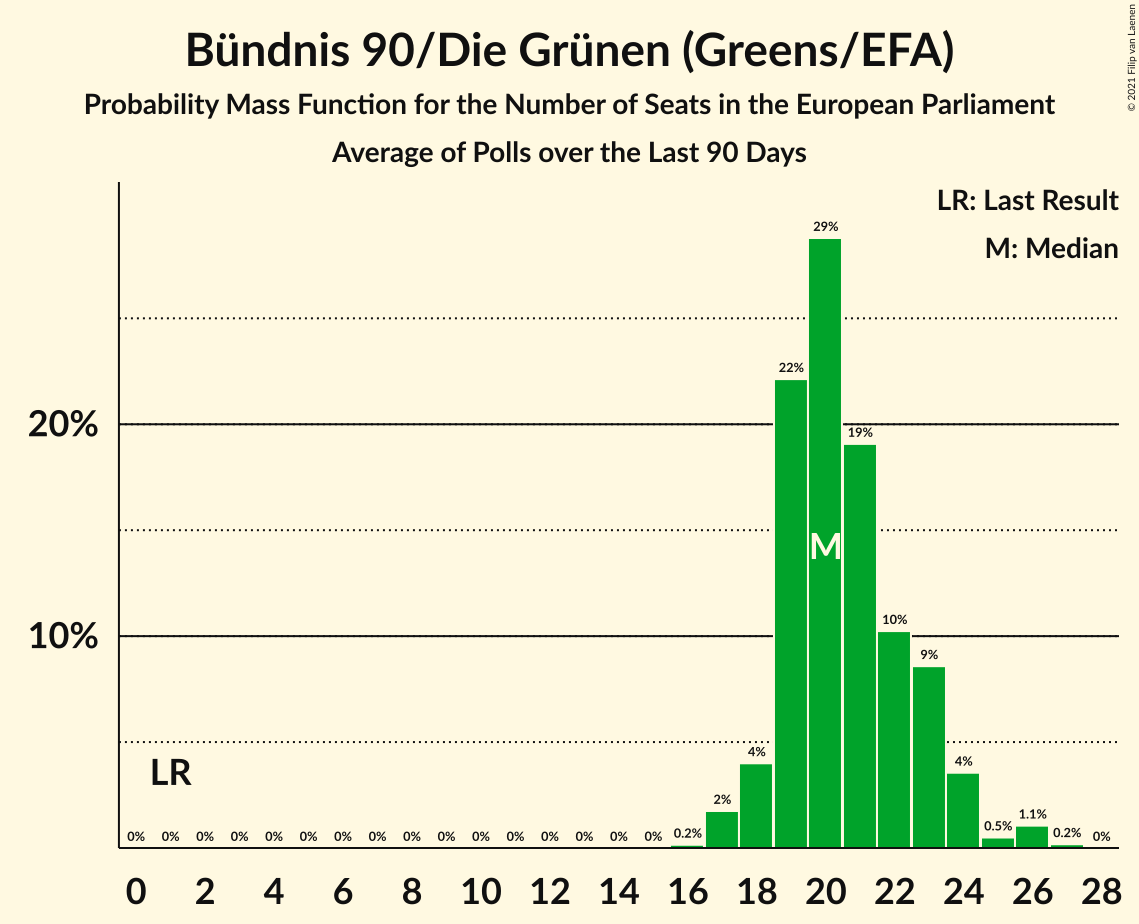 Bündnis 90/Die Grünen (Greens/EFA)
Probability Mass Function for the Number of Seats in the European Parliament
Average of Polls over the Last 90 Days
© 2021 Filip van Laenen
LR: Last Result
M: Median
29%
22%
20%
19%
M
10%
10%
9%
4%
LR
4%
2%
0% 0% 0% 0% 0% 0% 0% 0% 0% 0% 0% 0% 0% 0% 0% 0% 0.2% 0.5% 1.1% 0.2% 0%
0 2 4 6 8 10 12 14 16 18 20 22 24 26 28